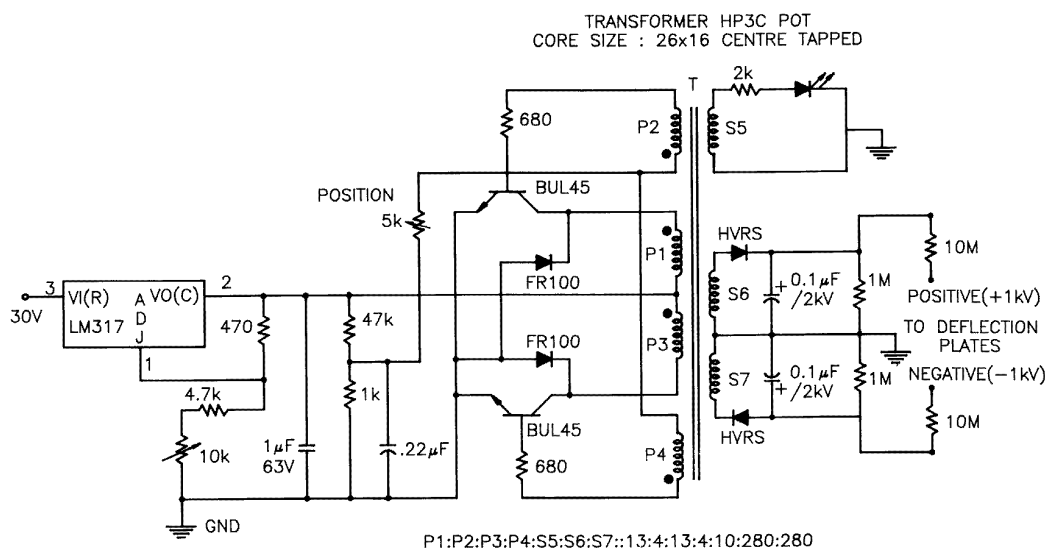 TRANSFORMER HP3C POT
CORE SIZE : 26x16 CENTRE TAPPED
T
2k
680
P2
S5
BUL45
POSITION
5k
HVRS
10M
P1
FR100
+
0.1µF
/2kV
1M
S6
POSITIVE(+1kV)
3
VI(R)
A
D
J
VO(C)
2
30V
LM317
470
47k
TO DEFLECTION
PLATES
FR100
P3
1
S7
0.1µF
+/2kV
1M
NEGATIVE(−1kV)
4.7k
1k
BUL45
HVRS
10M
10k
1µF
63V
.22µF
680
P4
GND
P1:P2:P3:P4:S5:S6:S7::13:4:13:4:10:280:280